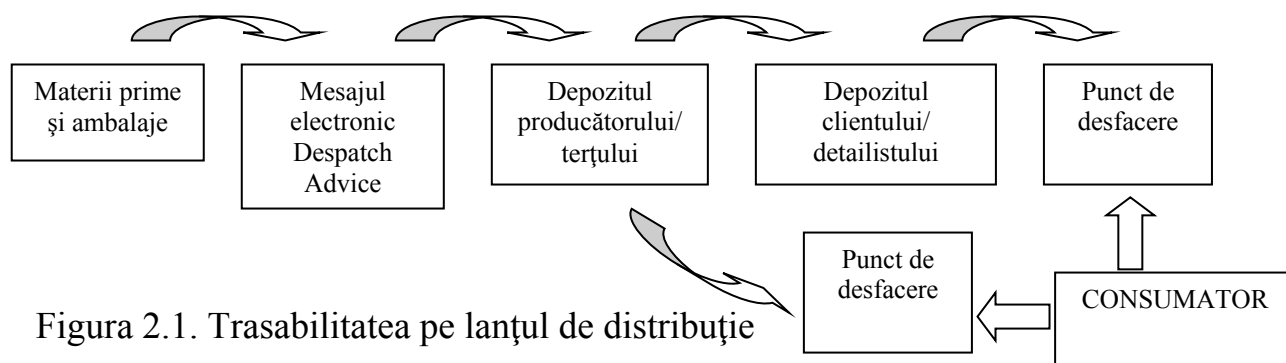 Materii prime
şi ambalaje
Mesajul
electronic
Despatch
Advice
Depozitul
producătorului/
terţului
Depozitul
clientului/
detailistului
Punct de
desfacere
Punct de
desfacere
CONSUMATOR
Figura 2.1. Trasabilitatea pe lanţul de distribuţie